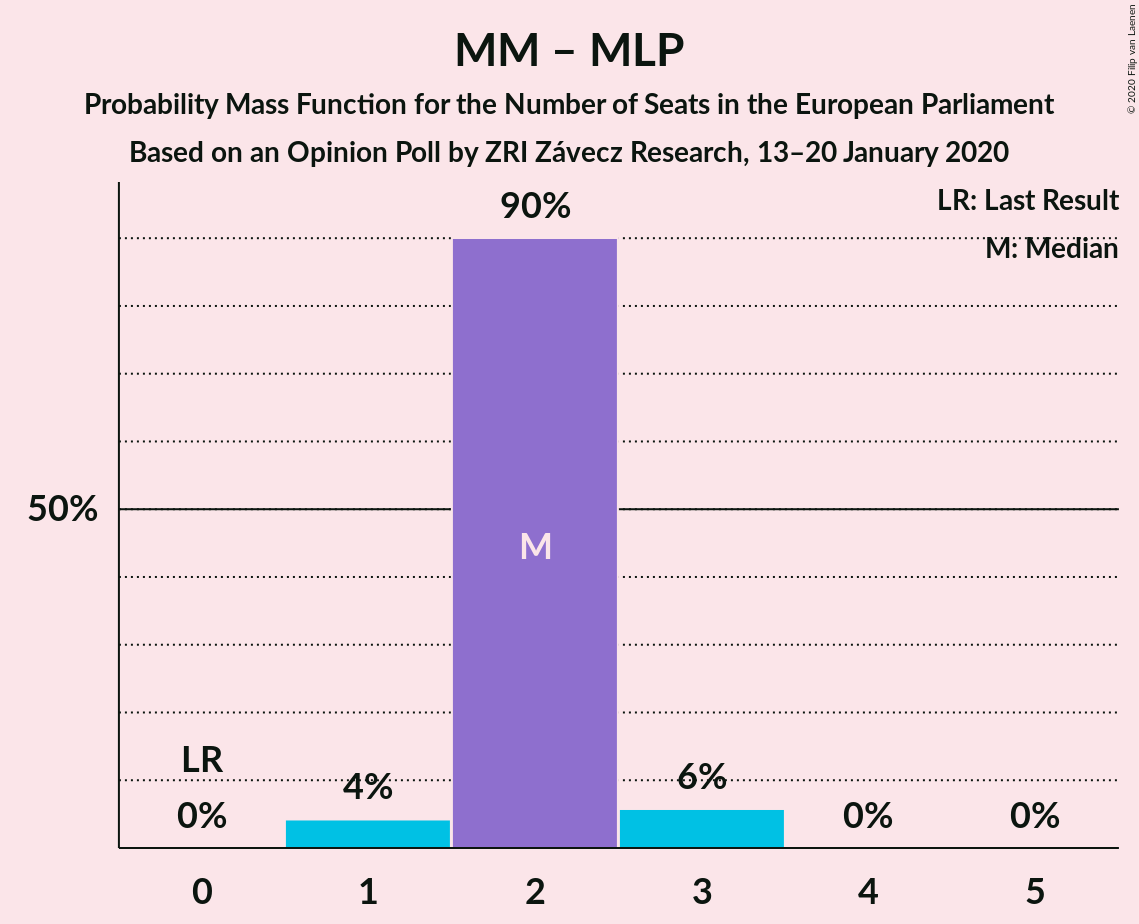 MM – MLP
Probability Mass Function for the Number of Seats in the European Parliament
Based on an Opinion Poll by ZRI Závecz Research, 13–20 January 2020
© 2020 Filip van Laenen
LR: Last Result
M: Median
90%
50%
M
LR
0%
4%
6%
0%
0%
0 1 2 3 4 5